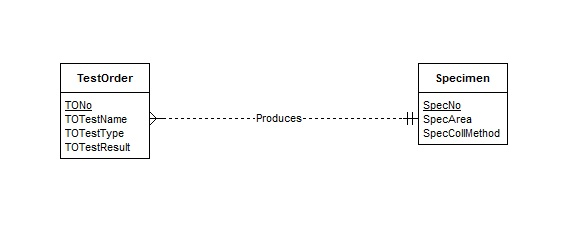 TestOrder
TONo
TOTestName
TOTestType
TOTestResult
Produces
Specimen
SpecNo
SpecArea
SpecCollMethod